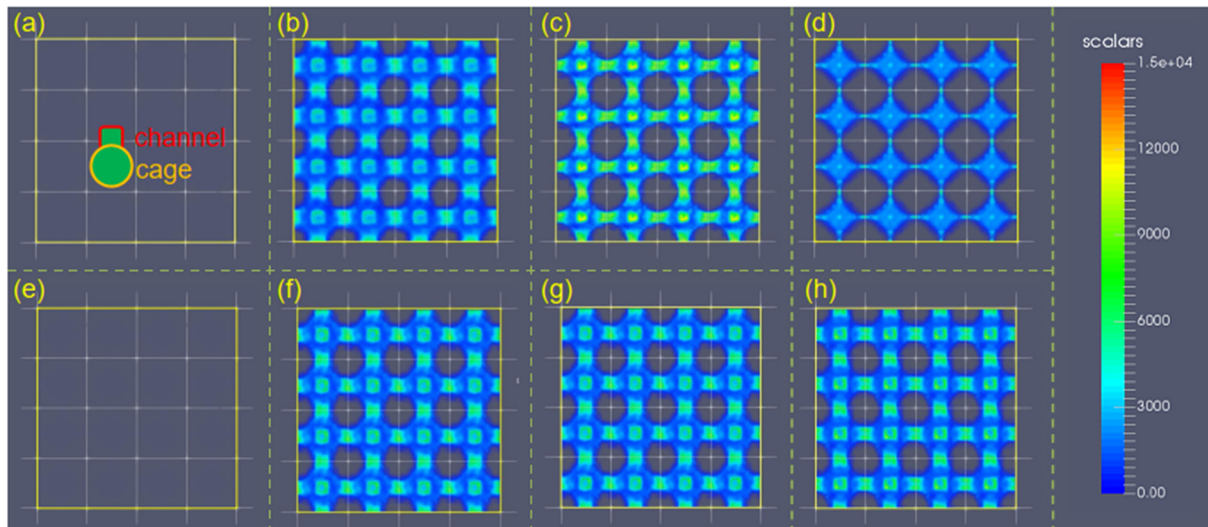 (a)
(b)
(c)
(d)
channel
cage
scalars
1.5e+04
12000
9000
6000
3000
0.00
(e)
(f)
(g)
(h)